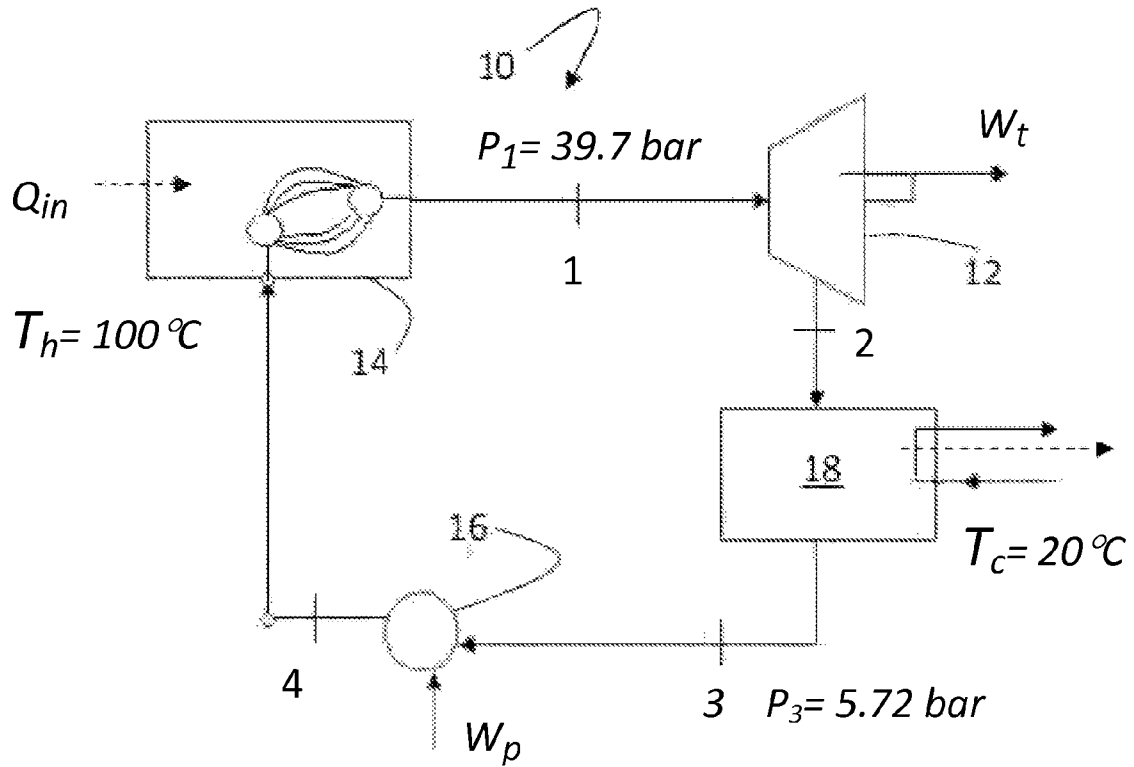 10
P1= 39.7 bar
Wt
Qin
1
12
Th= 100°C
14
2
18
16
Tc= 20°C
4
3
P3= 5.72 bar
Wp